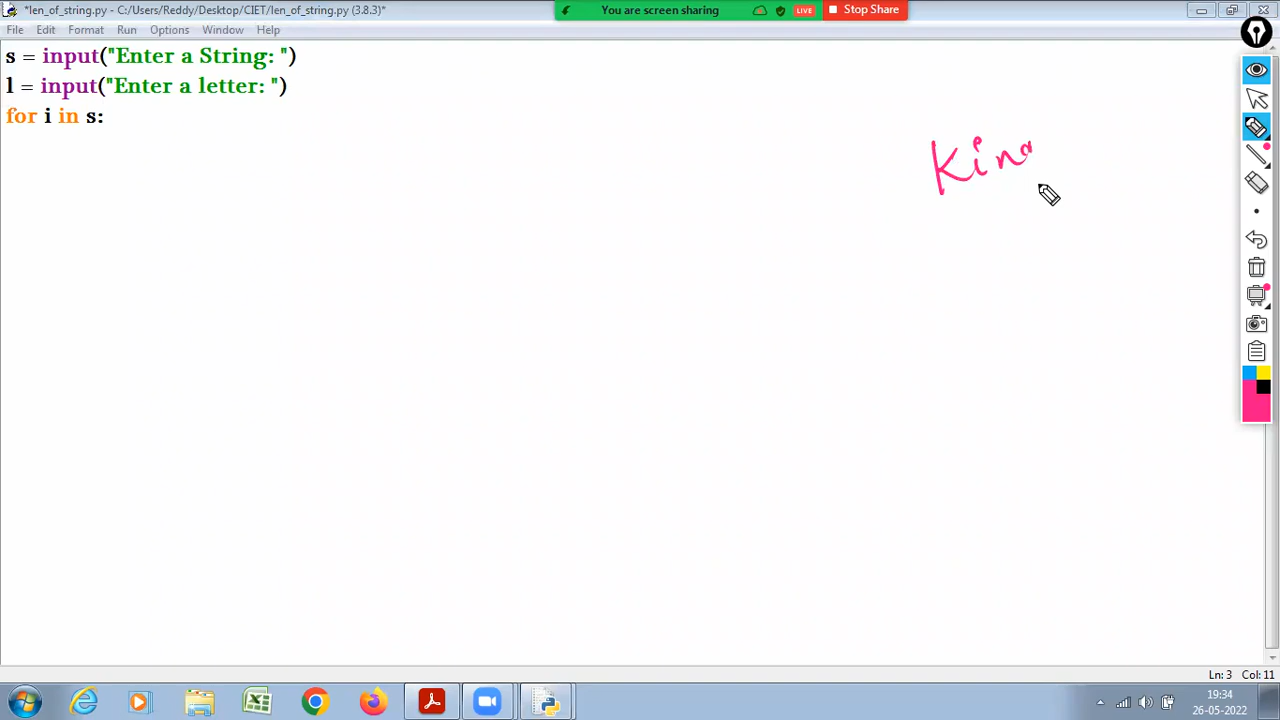 *len_of_string.py - C:/Users/Reddy/Desktop/CIET/len_of_string.py (3.8.3)*
You are screen sharing
LIVE
Stop Share
File Edit Format Run Options Window Help
s = input("Enter a String: ")
l = input("Enter a letter: ")
for i in s:
Ln: 3 Col: 11
19:34
26-05-2022